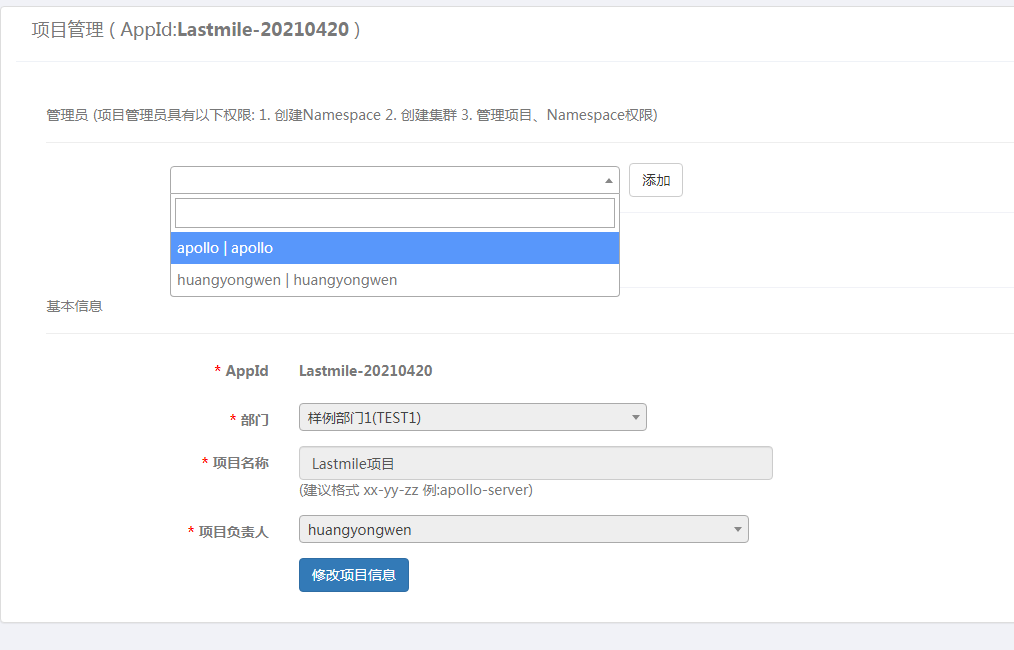 项目管理 ( AppId:Lastmile-20210420 )
管理员 (项目管理员具有以下权限: 1. 创建Namespace 2. 创建集群 3. 管理项目、Namespace权限)
添加
apollo | apollo
huangyongwen | huangyongwen
基本信息
* AppId Lastmile-20210420
* 部门 样例部门1(TEST1)
* 项目名称 Lastmile项目
(建议格式 xx-yy-zz 例:apollo-server)
* 项目负责人 huangyongwen
修改项目信息